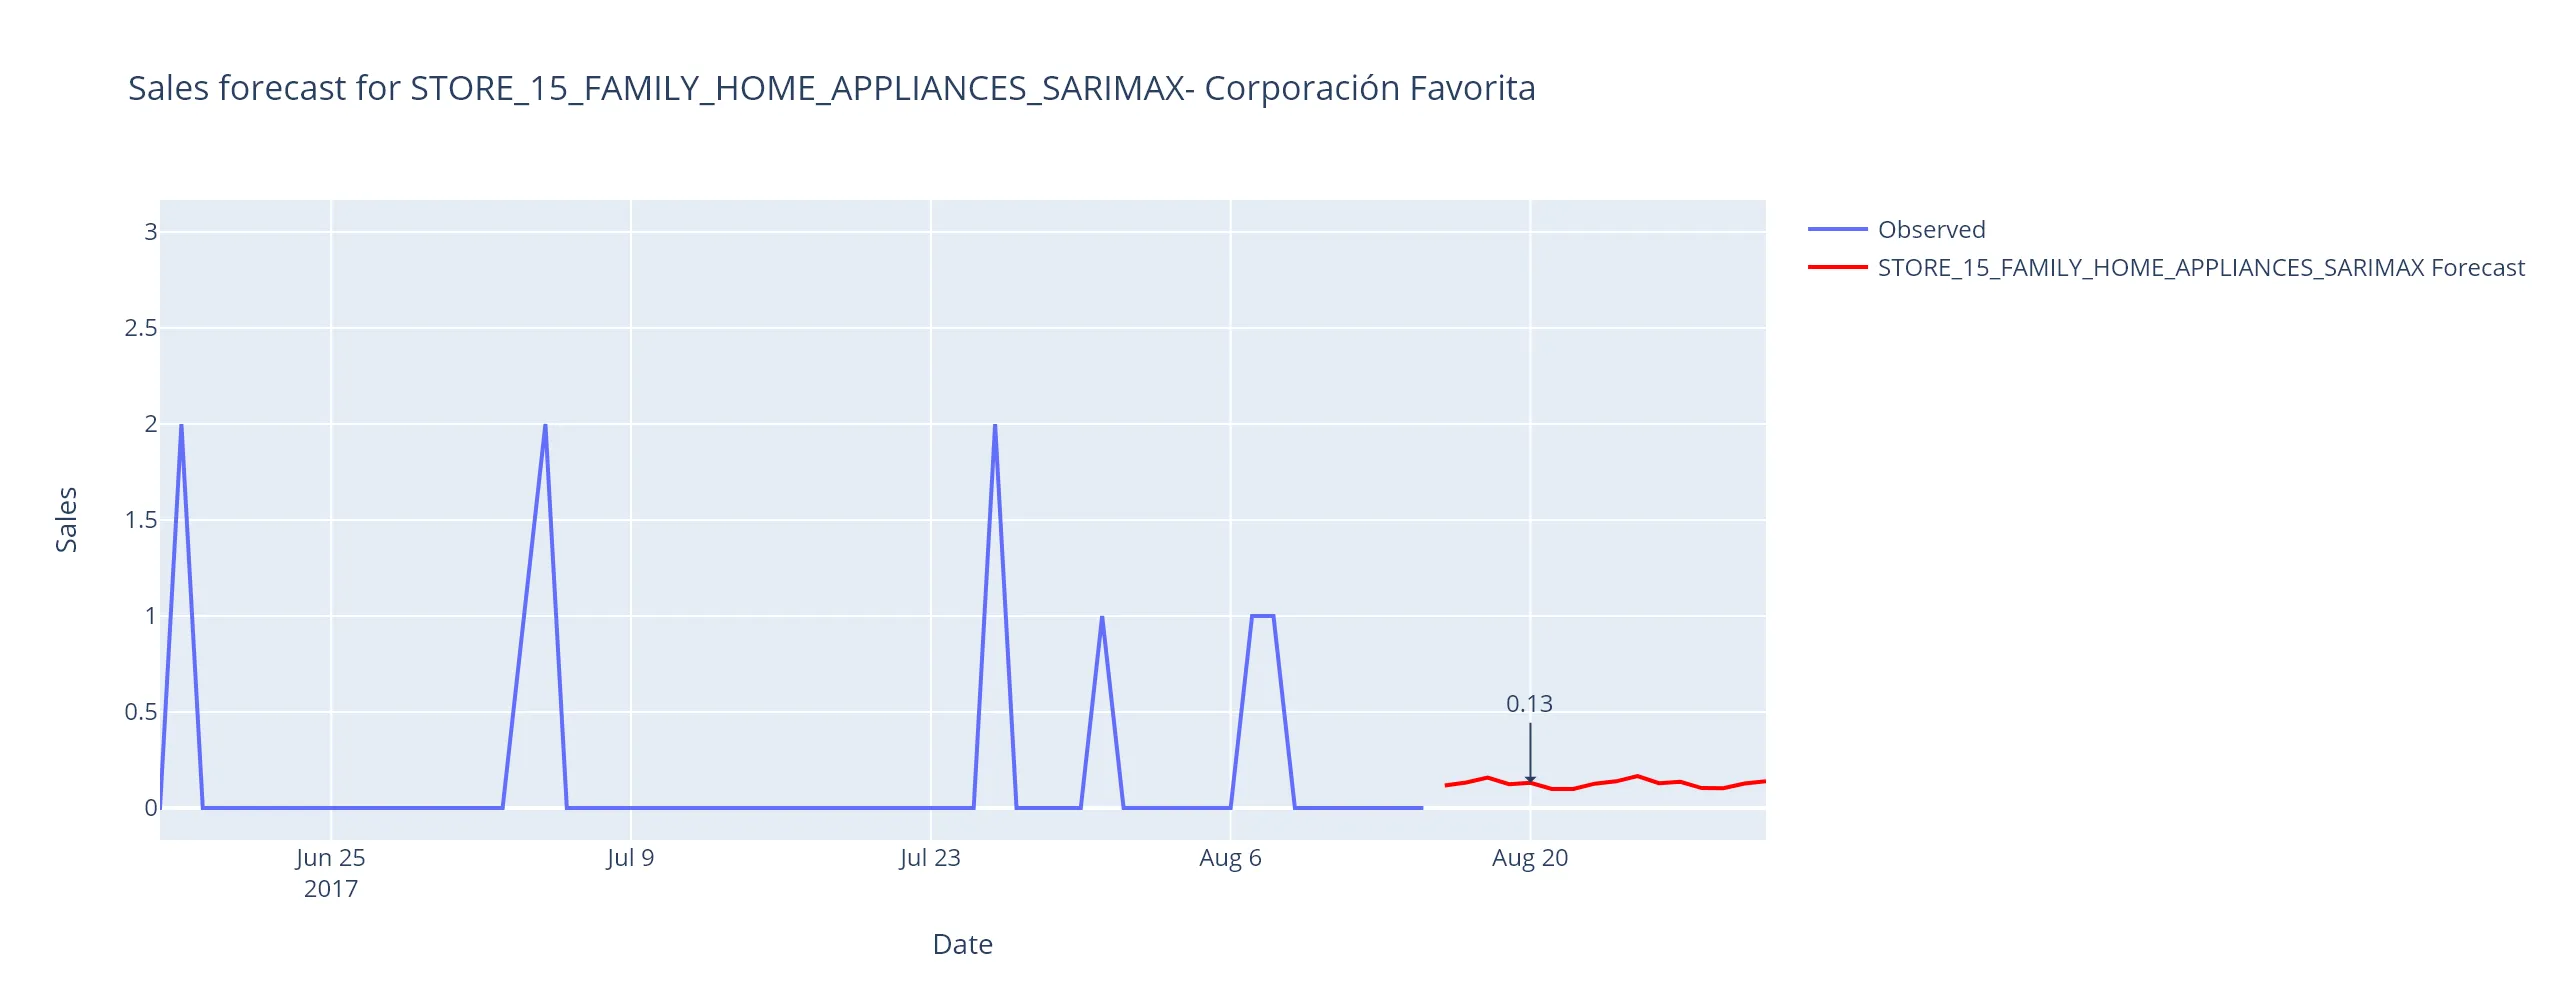 Sales forecast for STORE_15_FAMILY_HOME_APPLIANCES_SARIMAX- Corporación Favorita
Observed
STORE_15_FAMILY_HOME_APPLIANCES_SARIMAX Forecast
3
2.5
2
1.5
1
0.5
0
Sales
0.13
Jun 25
2017
Jul 9
Jul 23
Aug 6
Aug 20
Date